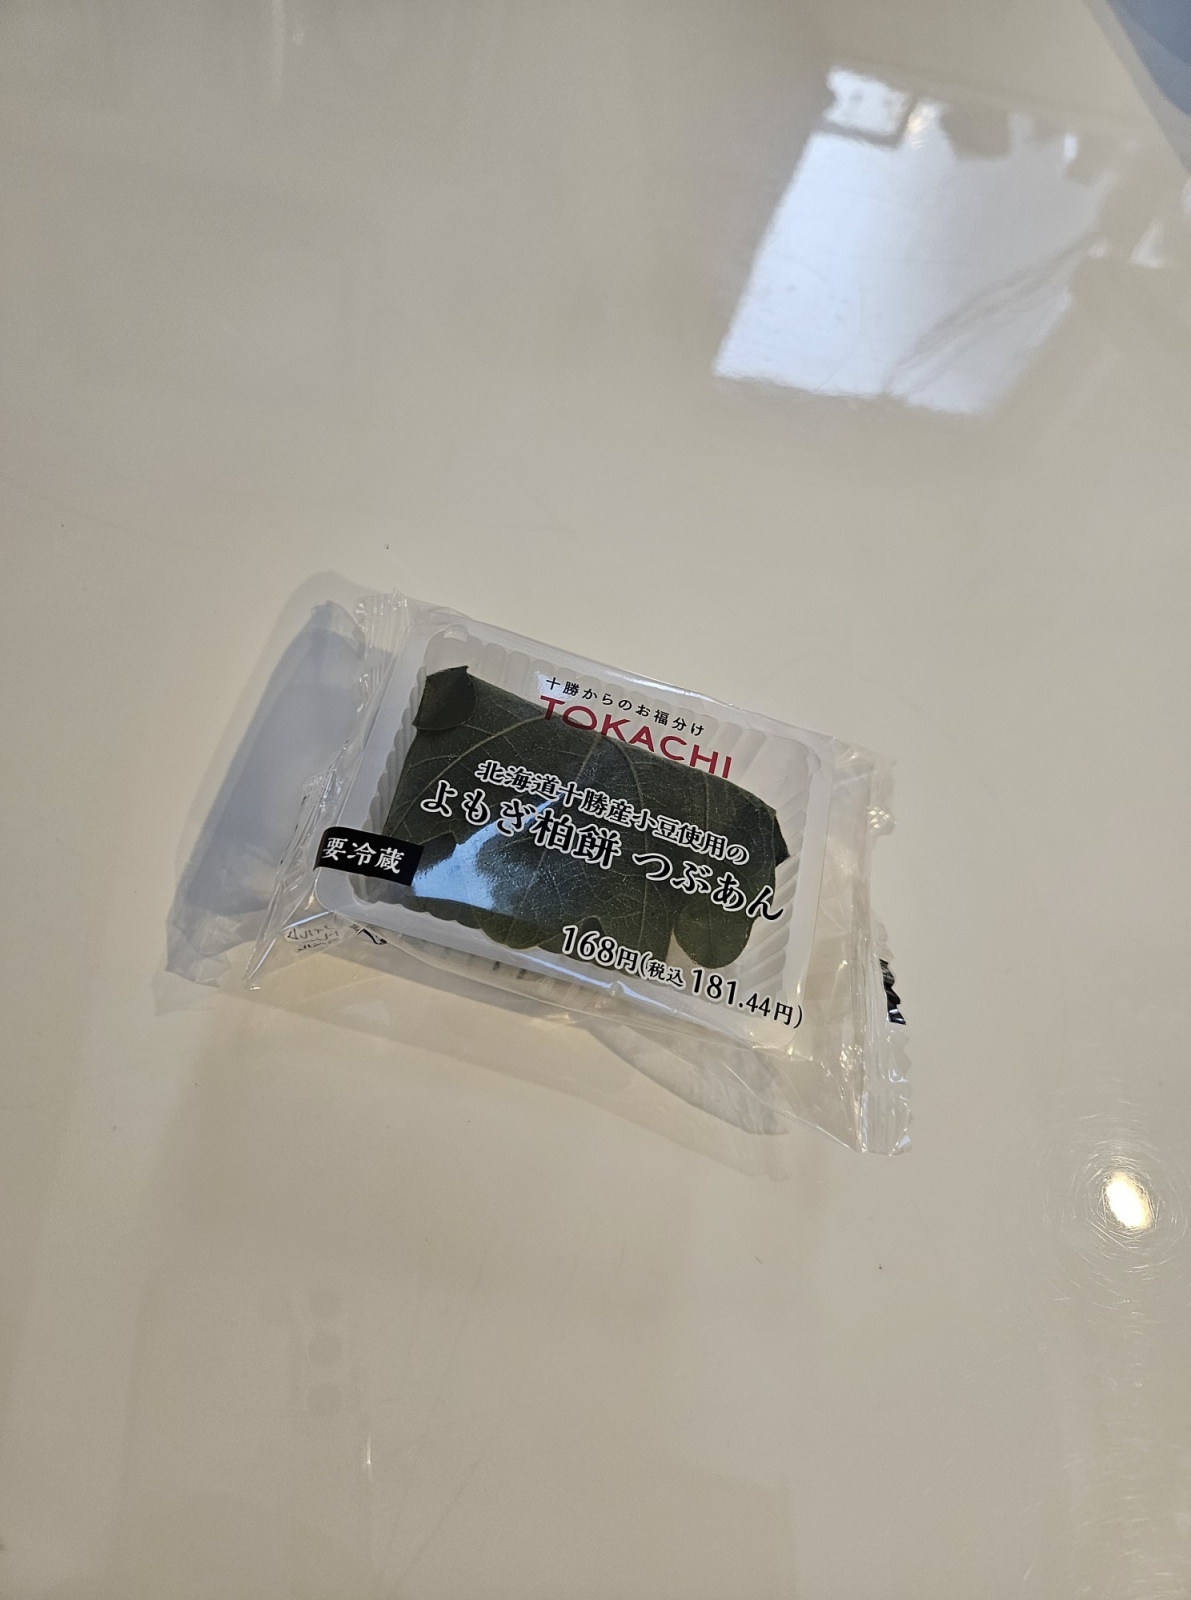 十勝からのお福分け
TOKACHI
北海道十勝産小豆使用の
よもぎ柏餅 つぶあん
要冷蔵
168円(税込181.44円)